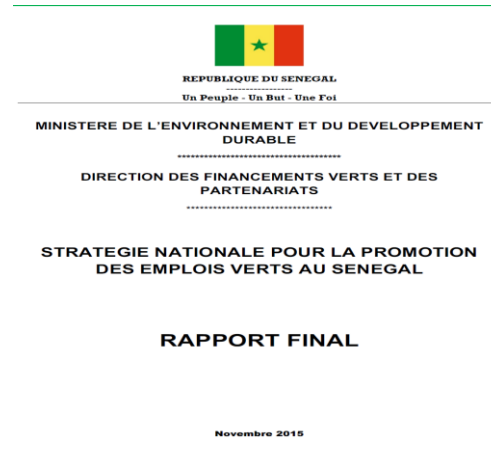 REPUBLIQUE DU SENEGAL
-----------------
Un Peuple - Un But - Une Foi
MINISTERE DE L'ENVIRONNEMENT ET DU DEVELOPPEMENT
DURABLE
**************************************
DIRECTION DES FINANCEMENTS VERTS ET DES
PARTENARIATS
*********************************
STRATEGIE NATIONALE POUR LA PROMOTION
DES EMPLOIS VERTS AU SENEGAL
RAPPORT FINAL
Novembre 2015